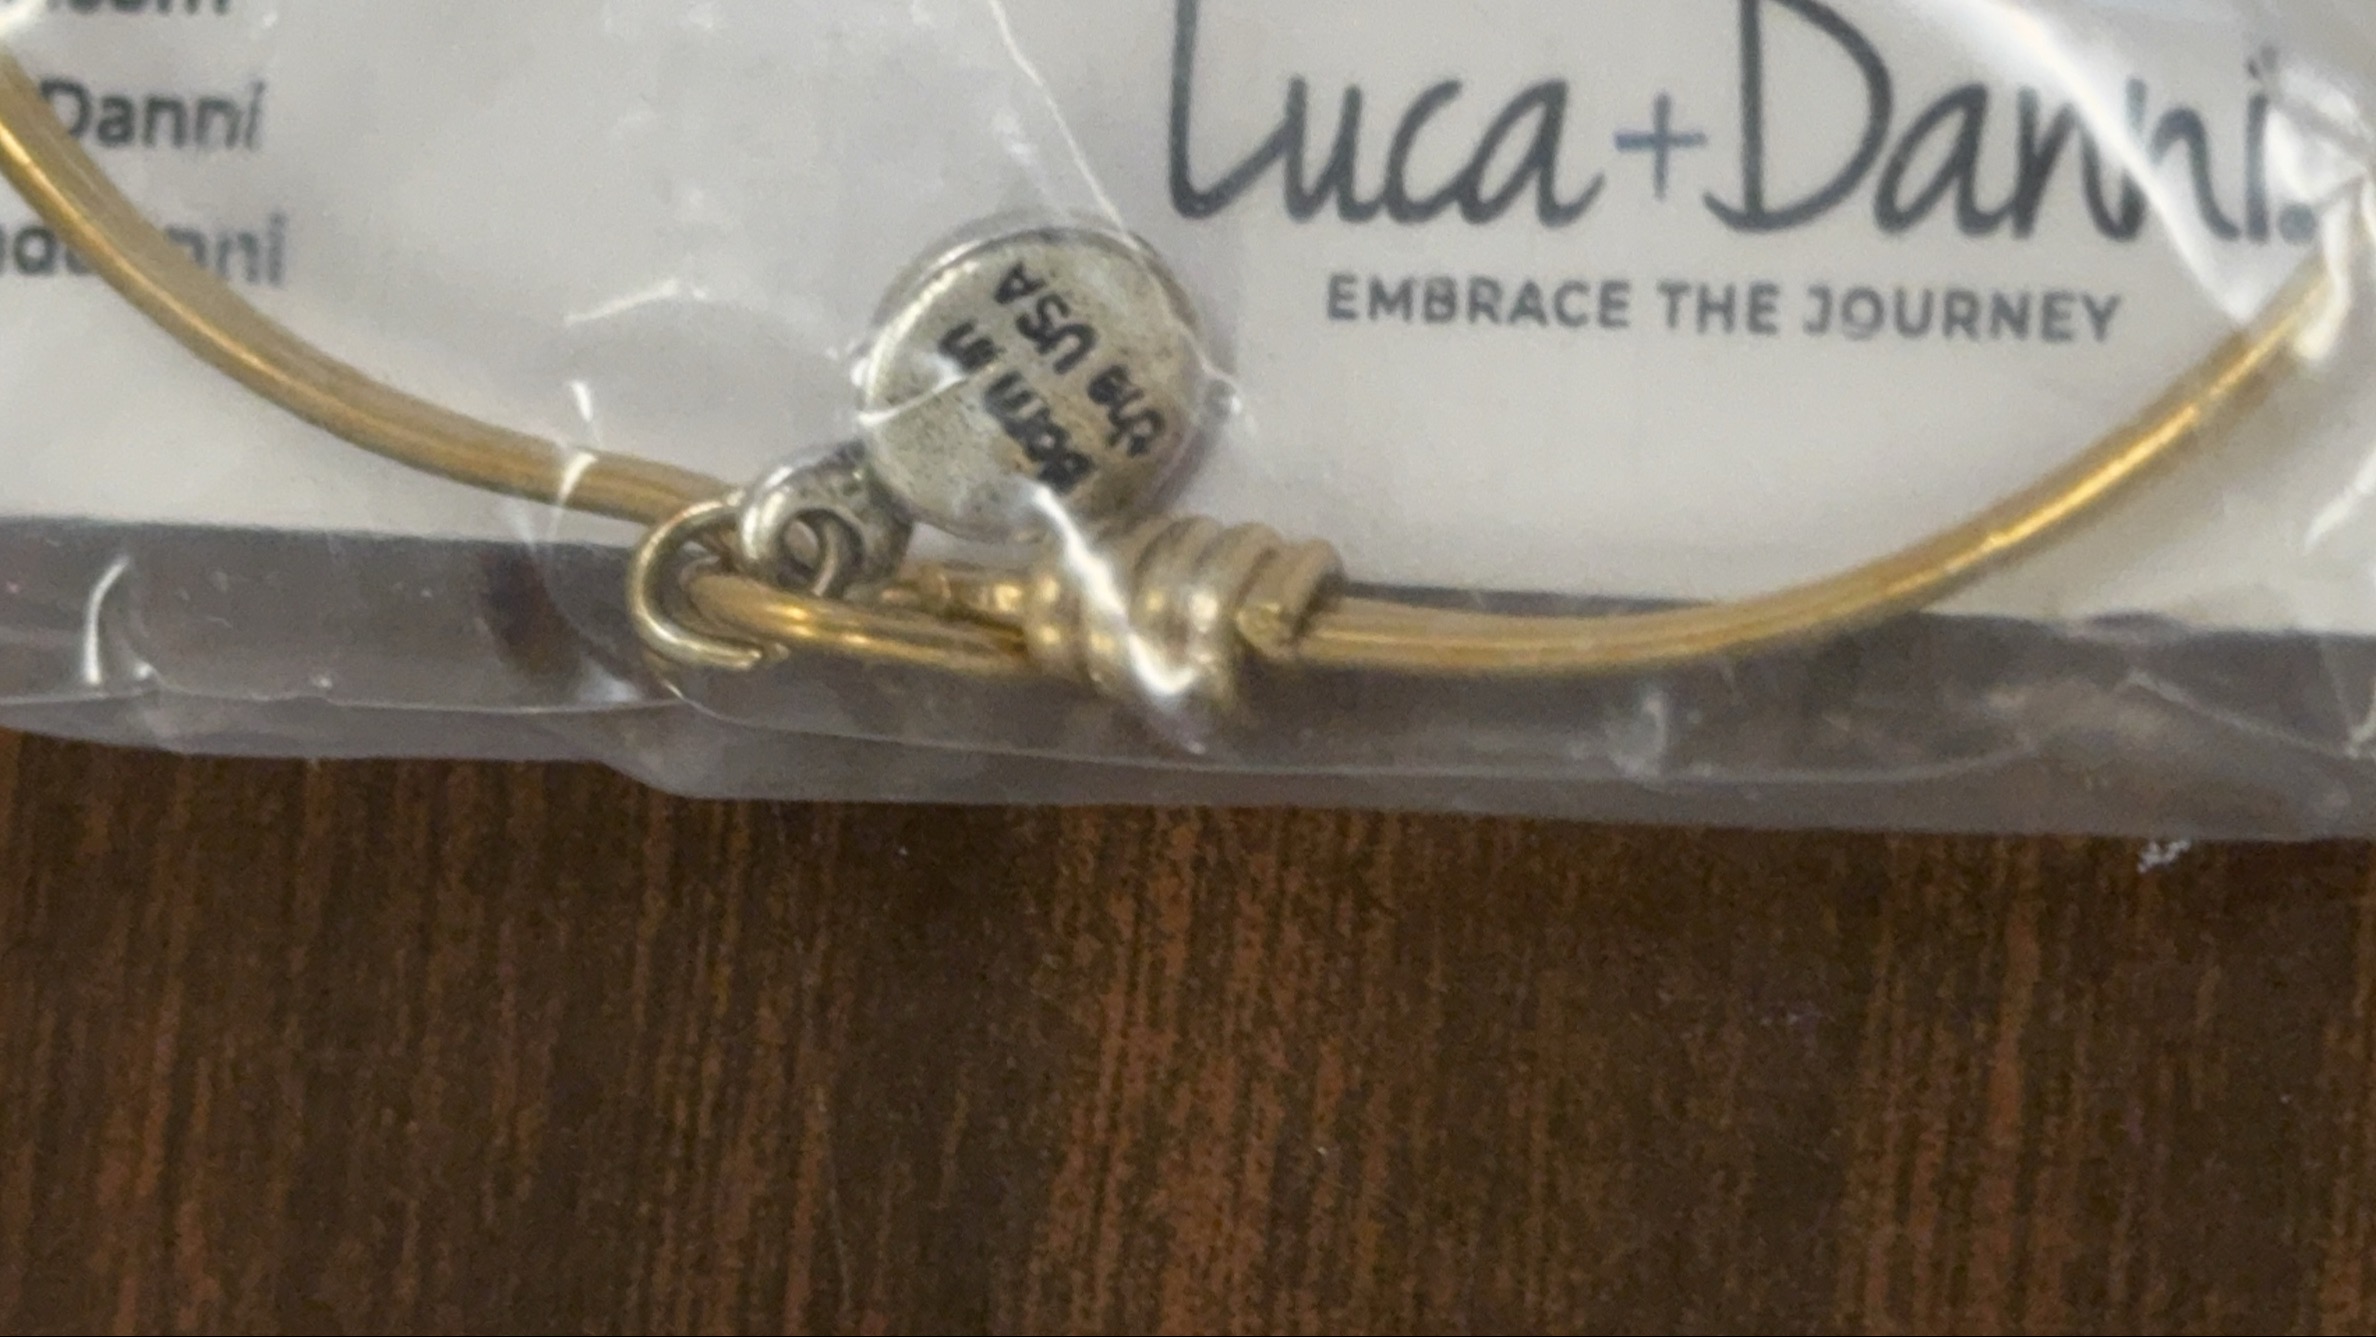 Danni
Luca + Danni.
EMBRACE THE JOURNEY
Born in
the USA